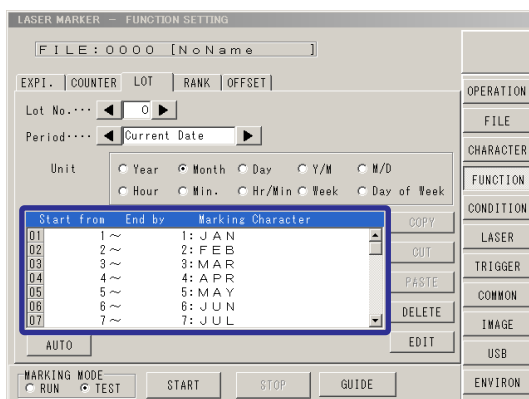 LASER MARKER – FUNCTION SETTING
FILE:0000 [NoName ]
EXPI. COUNTER LOT RANK OFFSET
Lot No.··· 0
Period···· Current Date
Unit
Year Month Day Y/M M/D
Hour Min. Hr/Min Week Day of Week
Start from End by Marking Character
01 1~ 1:JAN
02 2~ 2:FEB
03 3~ 3:MAR
04 4~ 4:APR
05 5~ 5:MAY
06 6~ 6:JUN
07 7~ 7:JUL
COPY
CUT
PASTE
DELETE
EDIT
AUTO
MARKING MODE
RUN TEST
START
STOP
GUIDE
OPERATION
FILE
CHARACTER
FUNCTION
CONDITION
LASER
TRIGGER
COMMON
IMAGE
USB
ENVIRON